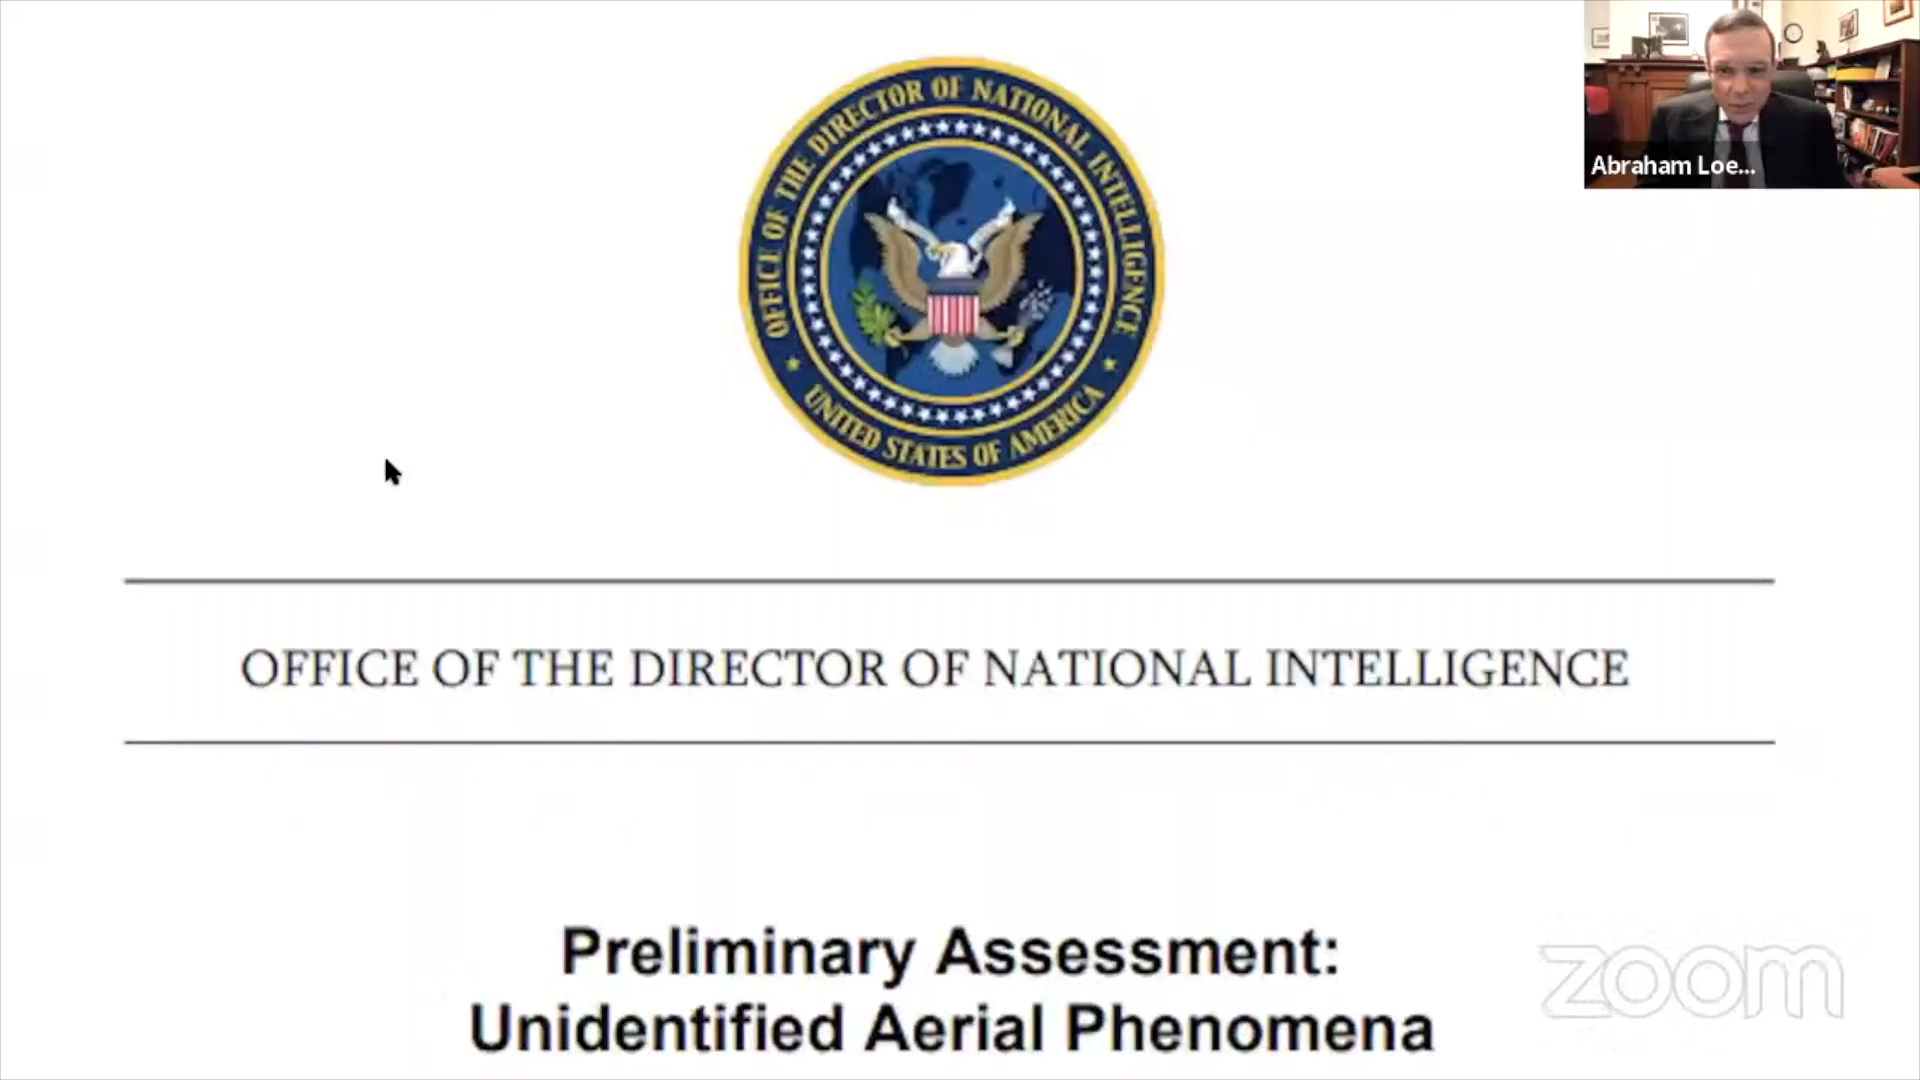 OFFICE OF THE DIRECTOR OF NATIONAL INTELLIGENCE
UNITED STATES OF AMERICA
Abraham Loe...
OFFICE OF THE DIRECTOR OF NATIONAL INTELLIGENCE
Preliminary Assessment:
Unidentified Aerial Phenomena
zoom